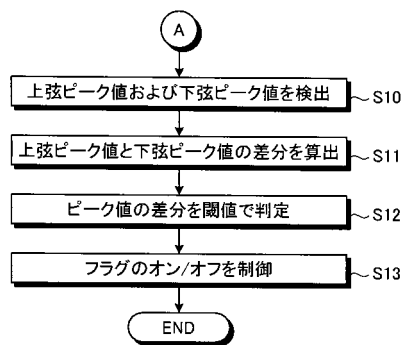 A
上弦ピーク値および下弦ピーク値を検出
S10
上弦ピーク値と下弦ピーク値の差分を算出
S11
ピーク値の差分を閾値で判定
S12
フラグのオン/オフを制御
S13
END